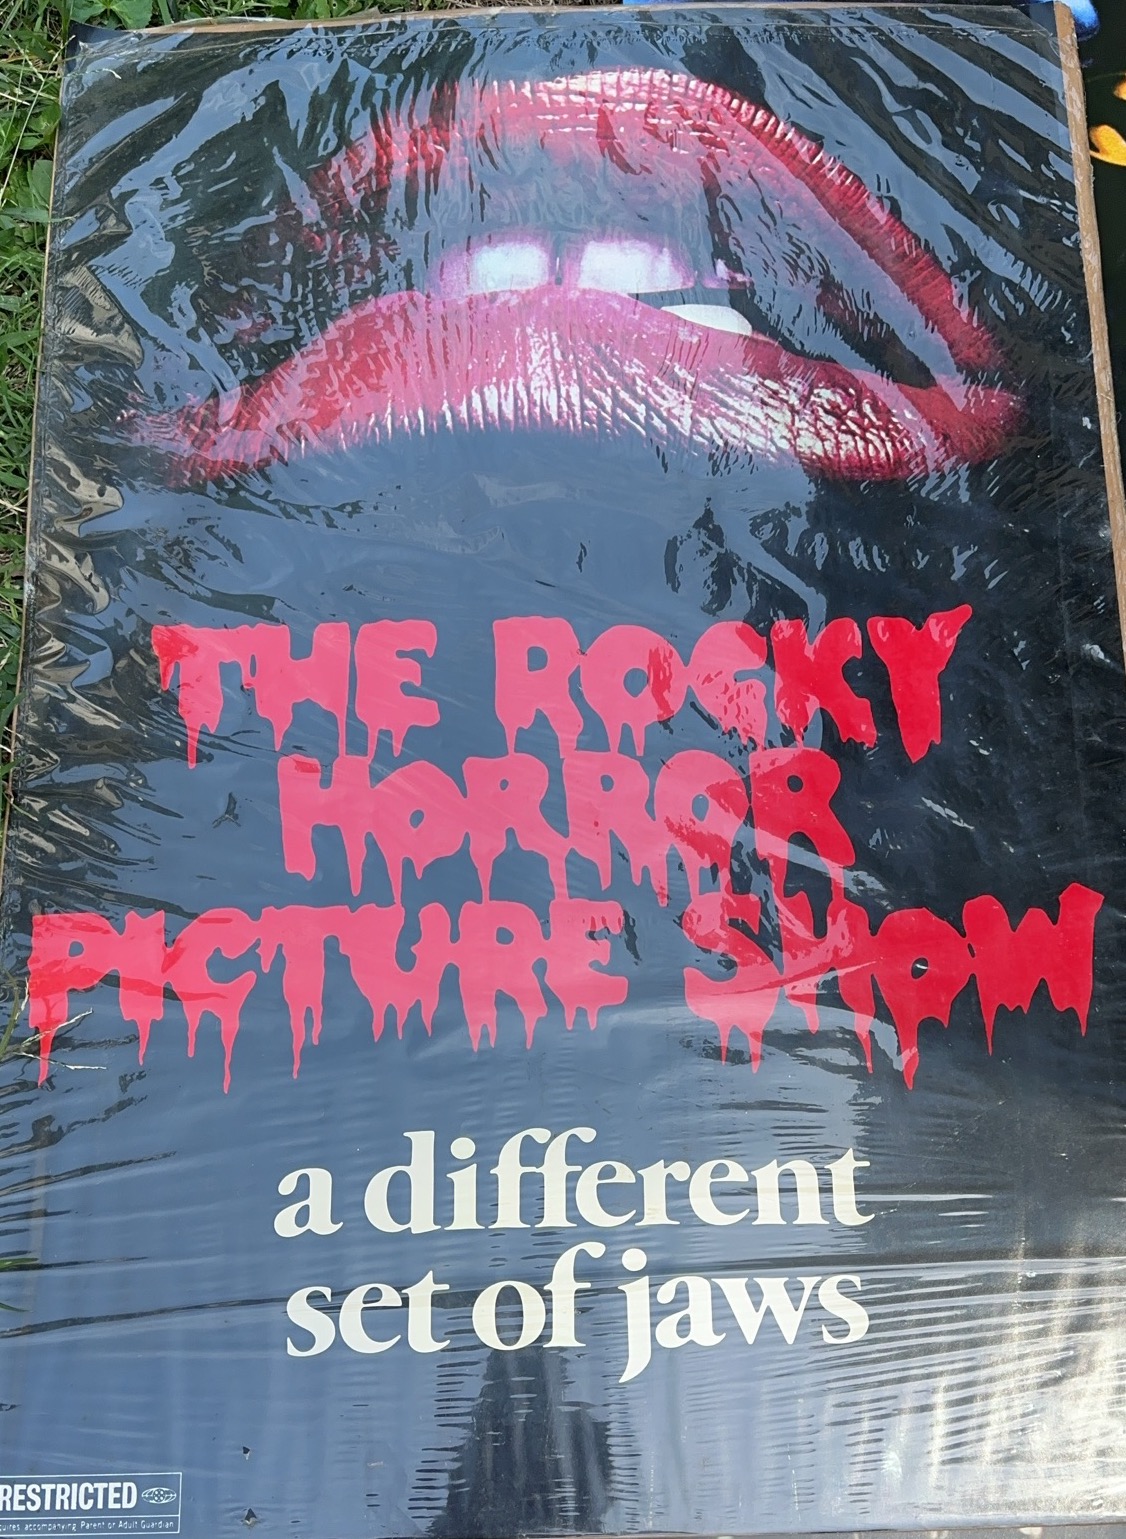 THE ROCKY
HORROR
PICTURE SHOW
a different
set of jaws
RESTRICTED
accompanying Parent or Adult Guardian